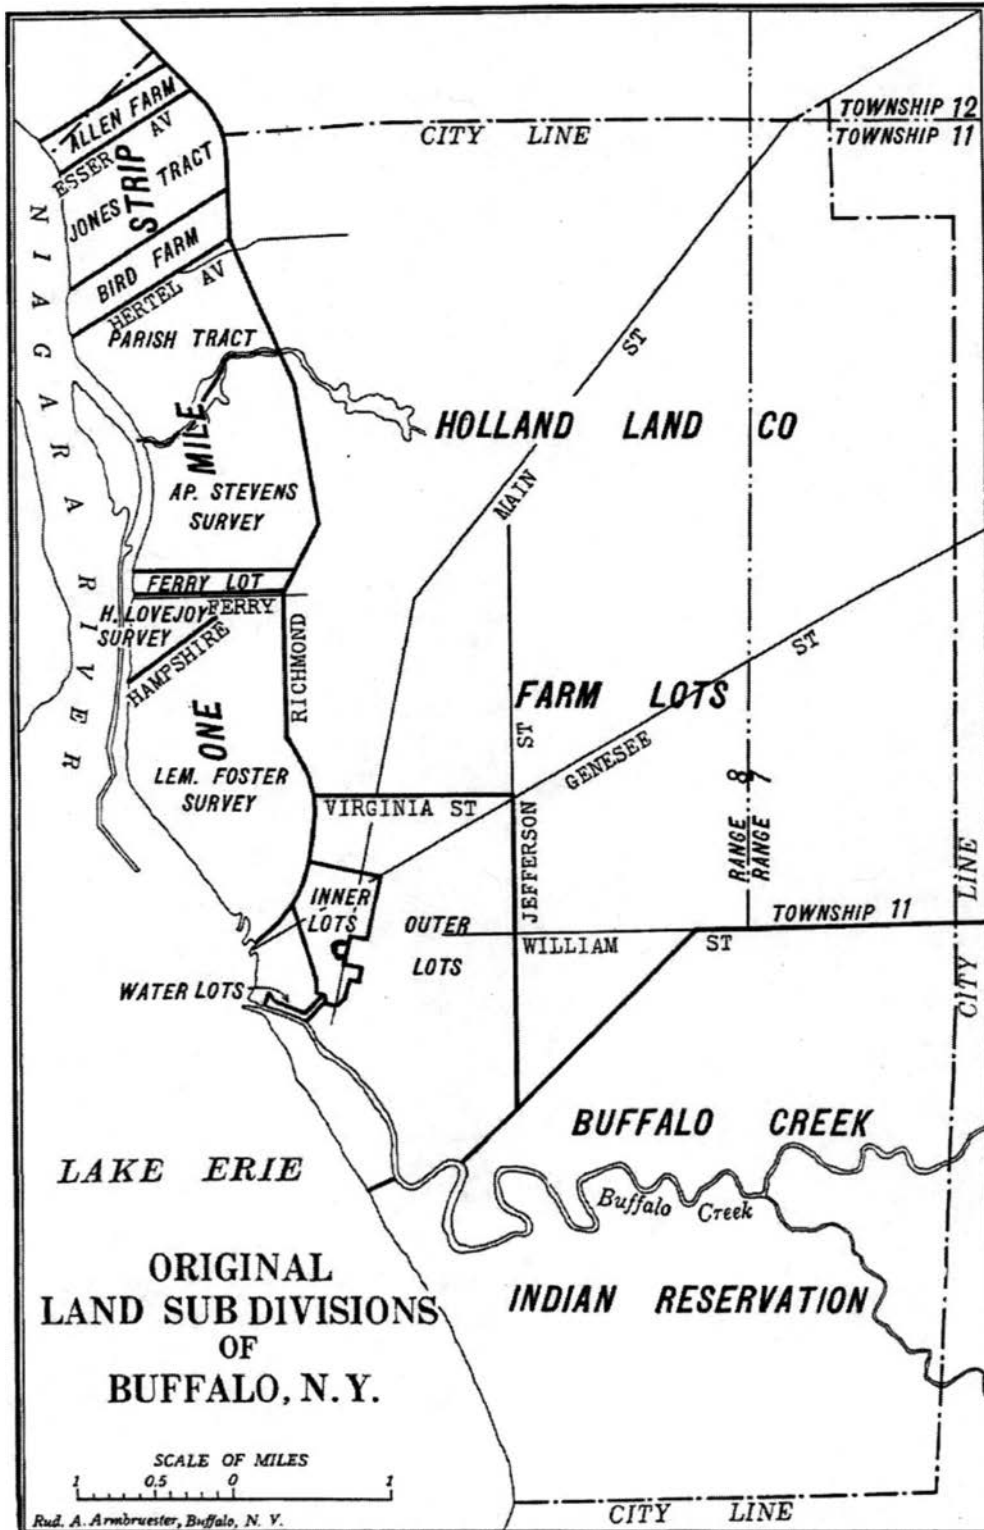 ALLEN FARM
ESSER AV
STRIP
JONES TRACT
BIRD FARM
HERTEL AV
PARISH TRACT
CITY LINE
TOWNSHIP 12
TOWNSHIP 11
NIAGARA RIVER
MILE
AP. STEVENS
SURVEY
HOLLAND LAND CO
MAIN ST
FERRY LOT
FERRY
H. LOVEJOY
SURVEY
HAMPSHIRE
RICHMOND
ONE
LEM. FOSTER
SURVEY
FARM LOTS
GENESEE ST
VIRGINIA ST
JEFFERSON ST
RANGE 8
RANGE 7
CITY LINE
INNER
LOTS
OUTER
LOTS
TOWNSHIP 11
WILLIAM ST
WATER LOTS
BUFFALO CREEK
LAKE ERIE
Buffalo Creek
INDIAN RESERVATION
ORIGINAL
LAND SUB DIVISIONS
OF
BUFFALO, N.Y.
SCALE OF MILES
1 0.5 0 1
CITY LINE
Rud. A. Armbruester, Buffalo, N. Y.